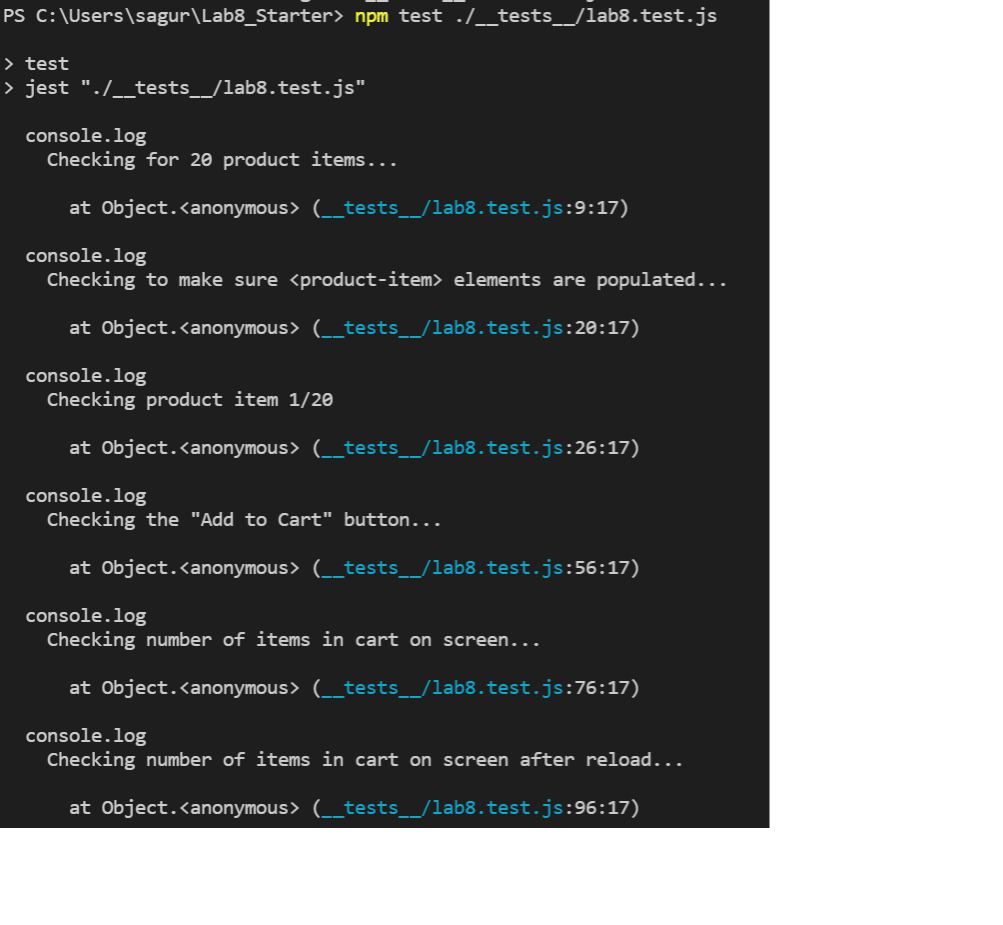 PS C:\Users\sagur\Lab8_Starter> npm test ./__tests__/lab8.test.js
> test
> jest "./__tests__/lab8.test.js"
console.log
Checking for 20 product items...
at Object.<anonymous> (__tests__/lab8.test.js:9:17)
console.log
Checking to make sure <product-item> elements are populated...
at Object.<anonymous> (__tests__/lab8.test.js:20:17)
console.log
Checking product item 1/20
at Object.<anonymous> (__tests__/lab8.test.js:26:17)
console.log
Checking the "Add to Cart" button...
at Object.<anonymous> (__tests__/lab8.test.js:56:17)
console.log
Checking number of items in cart on screen...
at Object.<anonymous> (__tests__/lab8.test.js:76:17)
console.log
Checking number of items in cart on screen after reload...
at Object.<anonymous> (__tests__/lab8.test.js:96:17)